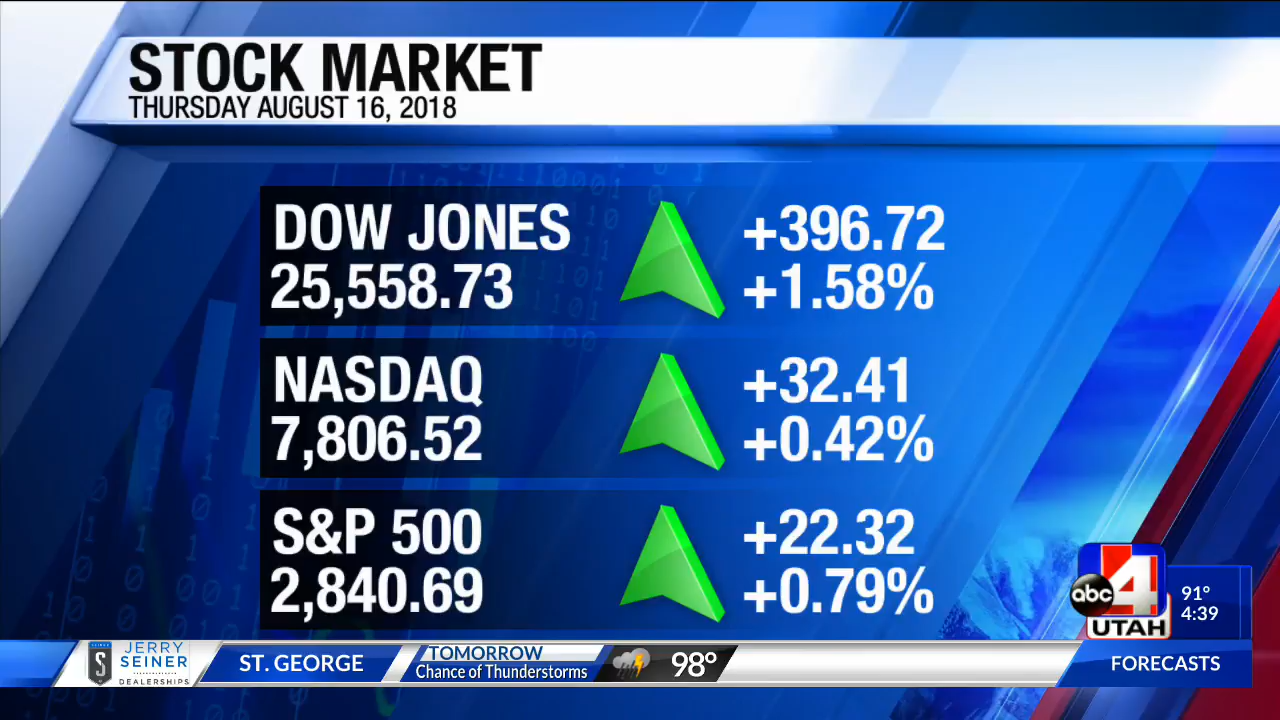 STOCK MARKET
THURSDAY AUGUST 16, 2018
DOW JONES
25,558.73
+396.72
+1.58%
NASDAQ
7,806.52
+32.41
+0.42%
S&P 500
2,840.69
+22.32
+0.79%
abc 4
UTAH
91°
4:39
JERRY
SEINER
DEALERSHIPS
S
ST. GEORGE
TOMORROW
Chance of Thunderstorms
98°
FORECASTS